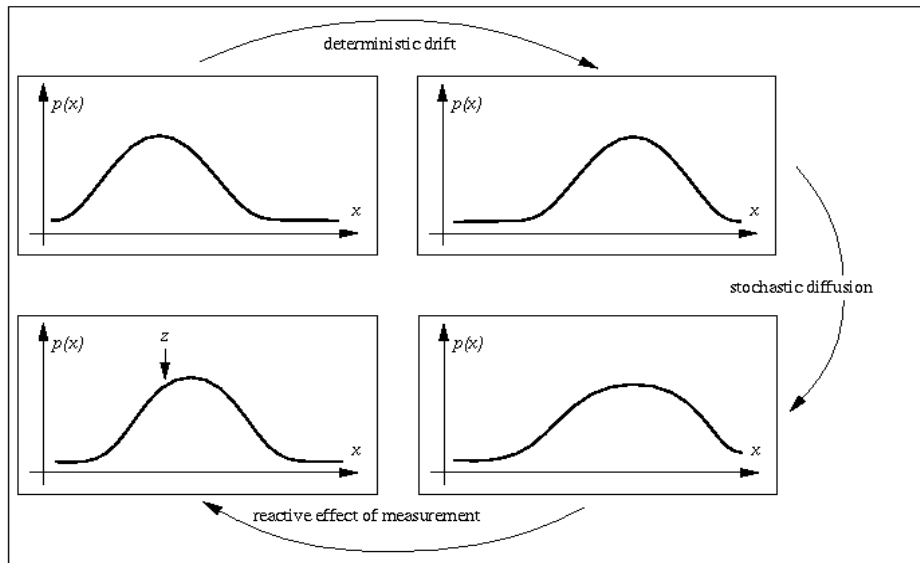 deterministic drift
p(x)
x
p(x)
x
stochastic diffusion
z
p(x)
x
p(x)
x
reactive effect of measurement